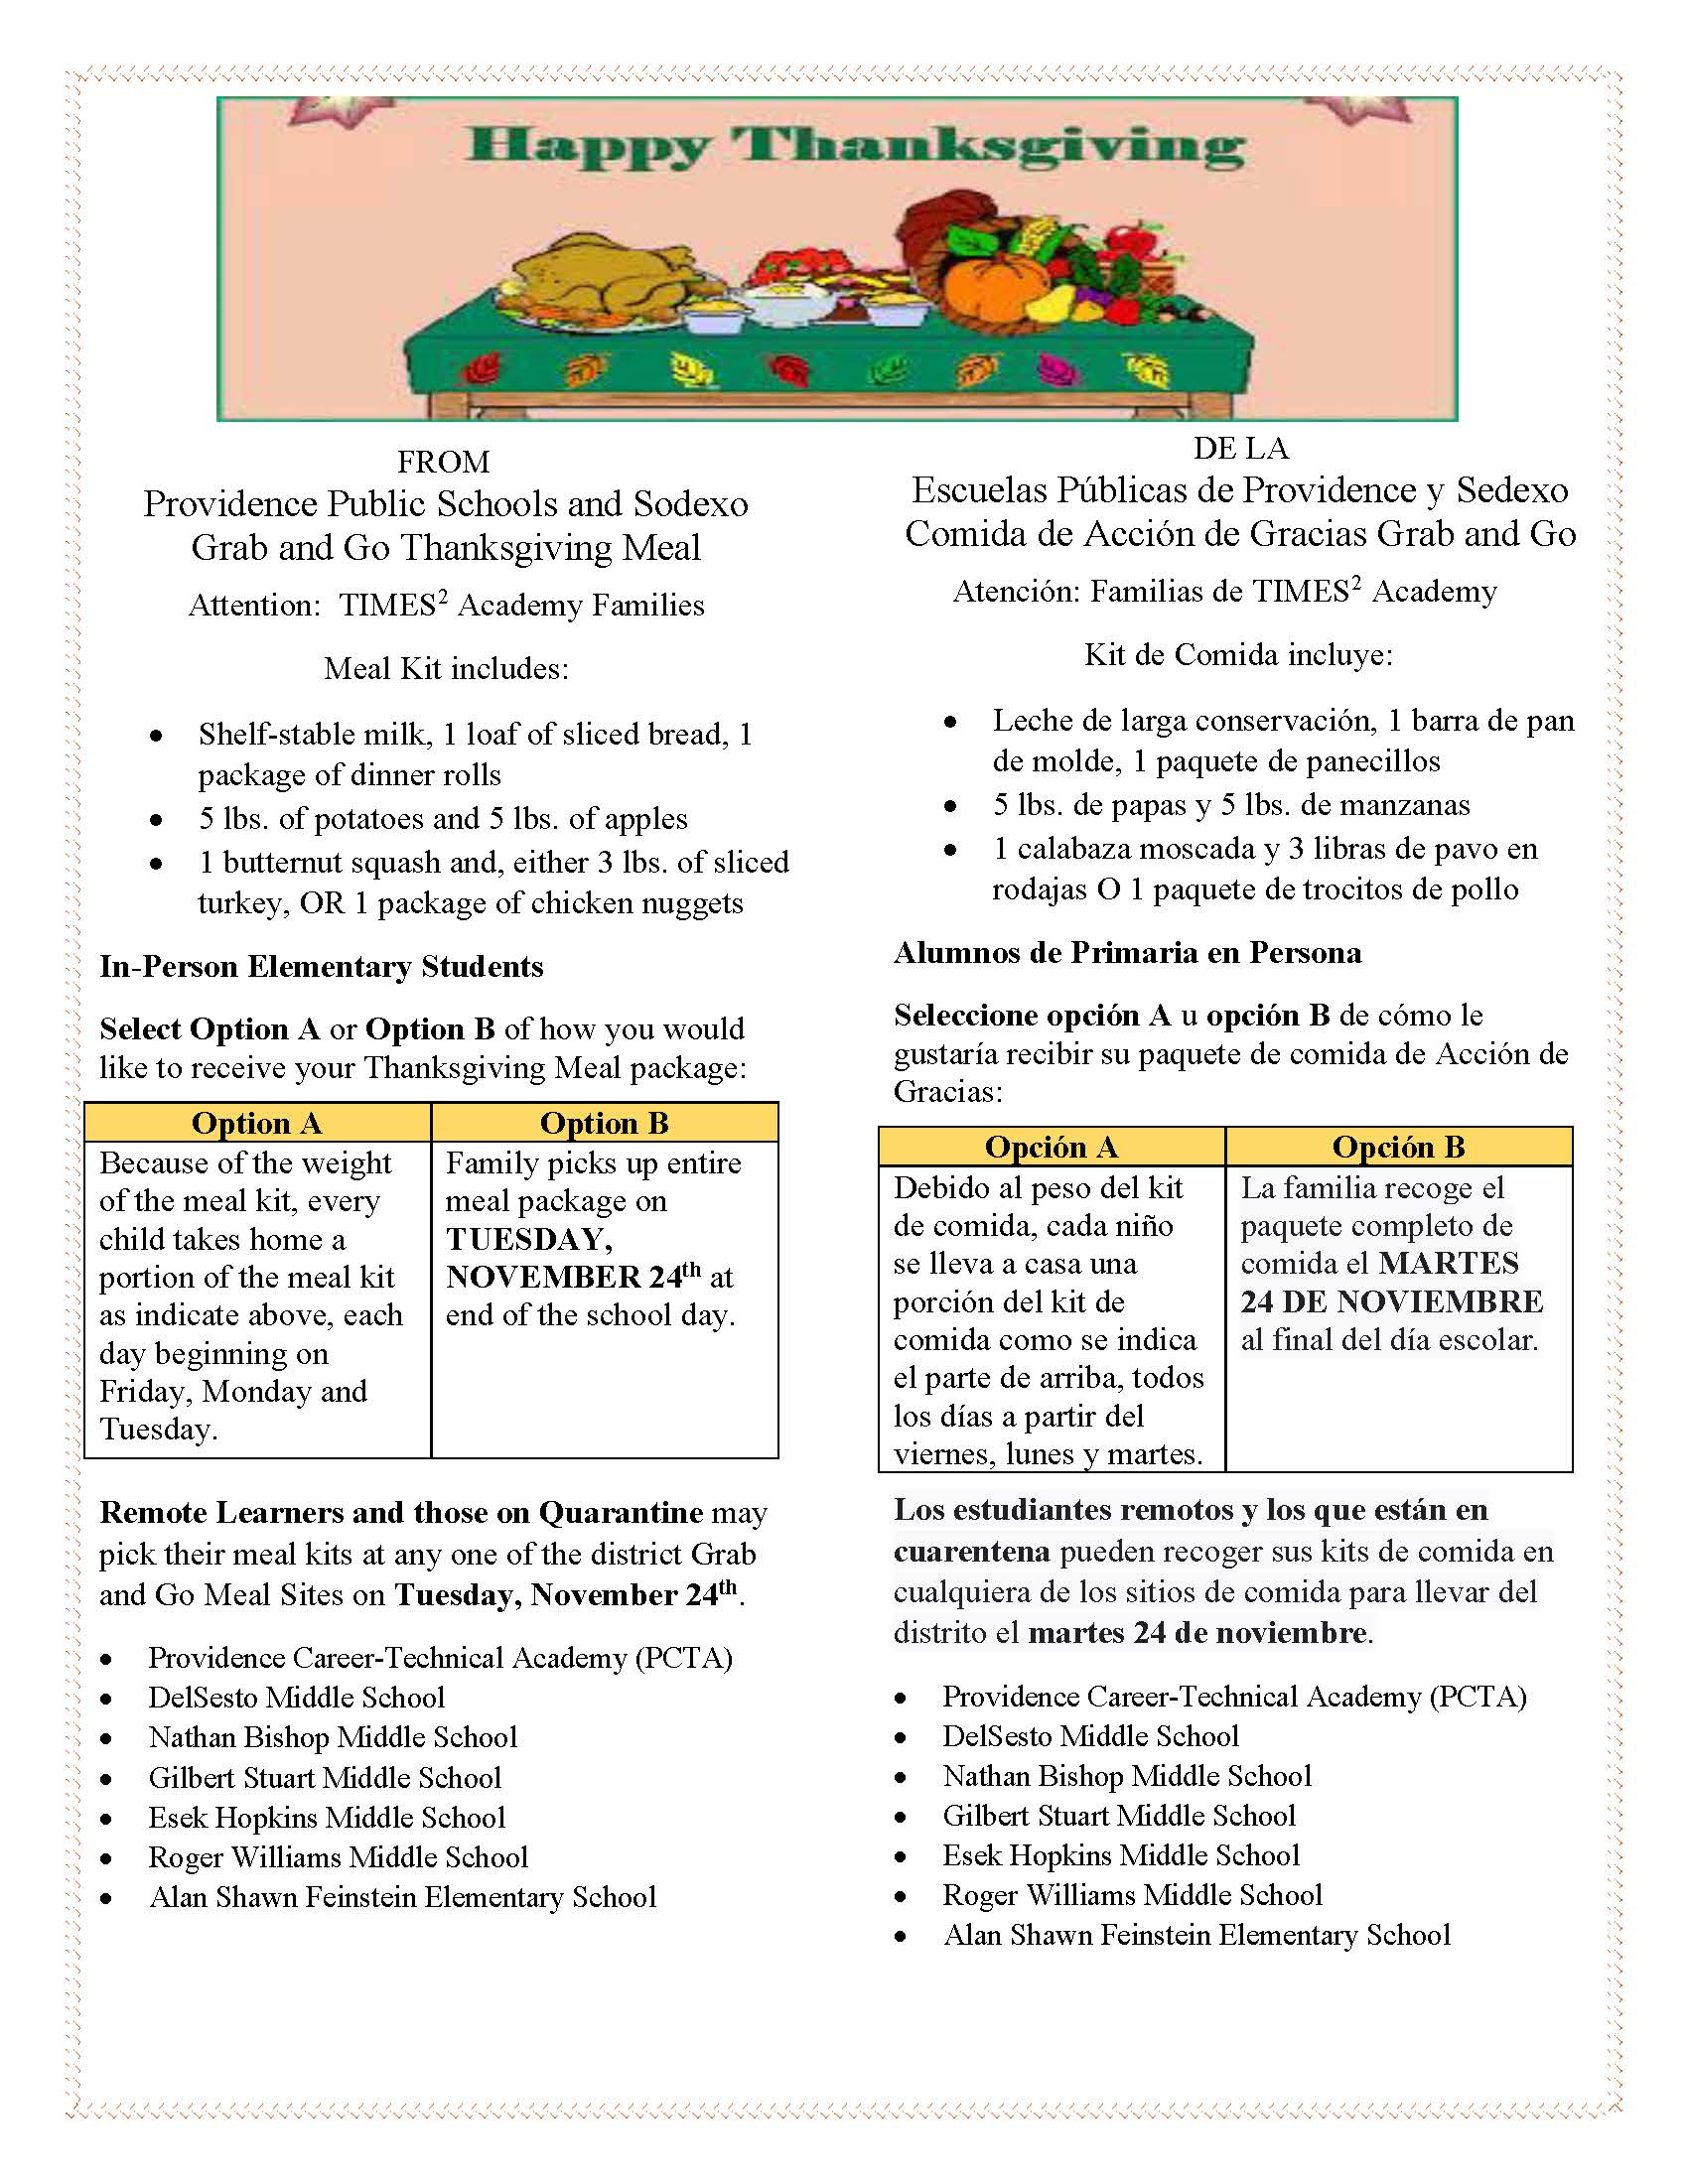 Happy Thanksgiving
FROM
Providence Public Schools and Sodexo
Grab and Go Thanksgiving Meal
Attention:  TIMES² Academy Families
Meal Kit includes:
• Shelf-stable milk, 1 loaf of sliced bread, 1
package of dinner rolls
• 5 lbs. of potatoes and 5 lbs. of apples
• 1 butternut squash and, either 3 lbs. of sliced
turkey, OR 1 package of chicken nuggets
In-Person Elementary Students
Select Option A or Option B of how you would
like to receive your Thanksgiving Meal package:
Option A
Because of the weight
of the meal kit, every
child takes home a
portion of the meal kit
as indicate above, each
day beginning on
Friday, Monday and
Tuesday.
Option B
Family picks up entire
meal package on
TUESDAY,
NOVEMBER 24th at
end of the school day.
Remote Learners and those on Quarantine may
pick their meal kits at any one of the district Grab
and Go Meal Sites on Tuesday, November 24th.
• Providence Career-Technical Academy (PCTA)
• DelSesto Middle School
• Nathan Bishop Middle School
• Gilbert Stuart Middle School
• Esek Hopkins Middle School
• Roger Williams Middle School
• Alan Shawn Feinstein Elementary School
DE LA
Escuelas Públicas de Providence y Sedexo
Comida de Acción de Gracias Grab and Go
Atención: Familias de TIMES² Academy
Kit de Comida incluye:
• Leche de larga conservación, 1 barra de pan
de molde, 1 paquete de panecillos
• 5 lbs. de papas y 5 lbs. de manzanas
• 1 calabaza moscada y 3 libras de pavo en
rodajas O 1 paquete de trocitos de pollo
Alumnos de Primaria en Persona
Seleccione opción A u opción B de cómo le
gustaría recibir su paquete de comida de Acción de
Gracias:
Opción A
Debido al peso del kit
de comida, cada niño
se lleva a casa una
porción del kit de
comida como se indica
el parte de arriba, todos
los días a partir del
viernes, lunes y martes.
Opción B
La familia recoge el
paquete completo de
comida el MARTES
24 DE NOVIEMBRE
al final del día escolar.
Los estudiantes remotos y los que están en
cuarentena pueden recoger sus kits de comida en
cualquiera de los sitios de comida para llevar del
distrito el martes 24 de noviembre.
• Providence Career-Technical Academy (PCTA)
• DelSesto Middle School
• Nathan Bishop Middle School
• Gilbert Stuart Middle School
• Esek Hopkins Middle School
• Roger Williams Middle School
• Alan Shawn Feinstein Elementary School